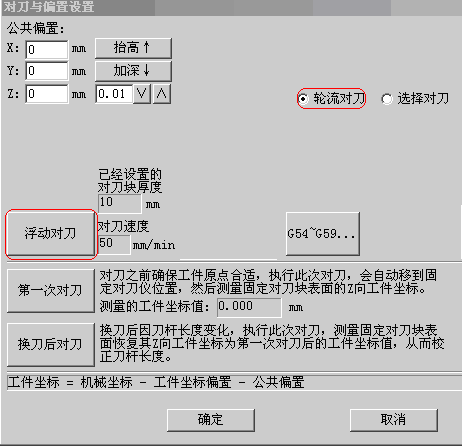 对刀与偏置设置
公共偏置:
X: 0 mm 抬高↑
Y: 0 mm 加深↓
Z: 0 mm 0.01
轮流对刀 选择对刀
已经设置的
对刀块厚度
10 mm
浮动对刀
对刀速度
50 mm/min
G54~G59...
第一次对刀
对刀之前确保工件原点合适，执行此次对刀，会自动移到固
定对刀仪位置，然后测量固定对刀块表面的Z向工件坐标。
测量的工件坐标值: 0.000 mm
换刀后对刀
换刀后因刀杆长度变化，执行此次对刀，测量固定对刀块表
面恢复其Z向工件坐标为第一次对刀后的工件坐标值，从而校
正刀杆长度。
工件坐标 = 机械坐标 - 工件坐标偏置 - 公共偏置
确定 取消